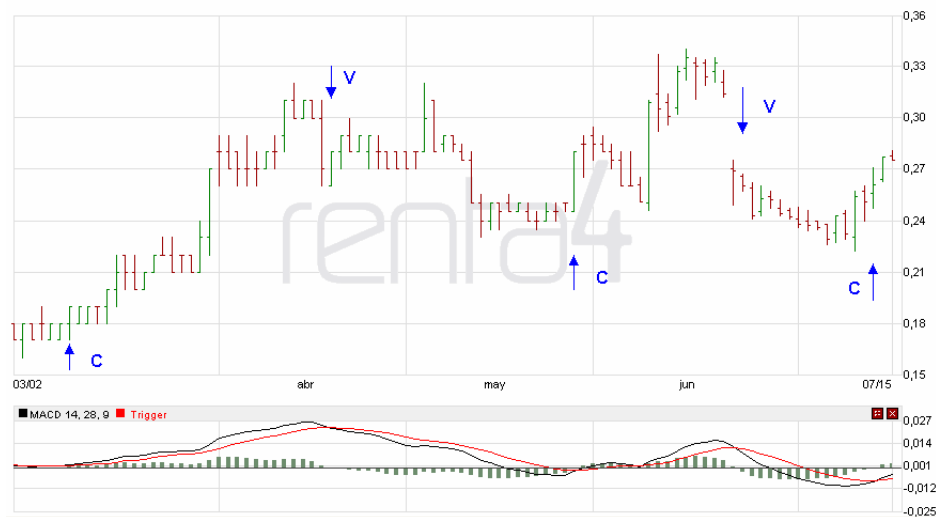 0,36
0,33
V
V
0,30
0,27
renta4
0,24
C
C
0,21
0,18
C
0,15
03/02 abr may jun 07/15
MACD 14, 28, 9 Trigger
0,027
0,014
0,001
-0,012
-0,025